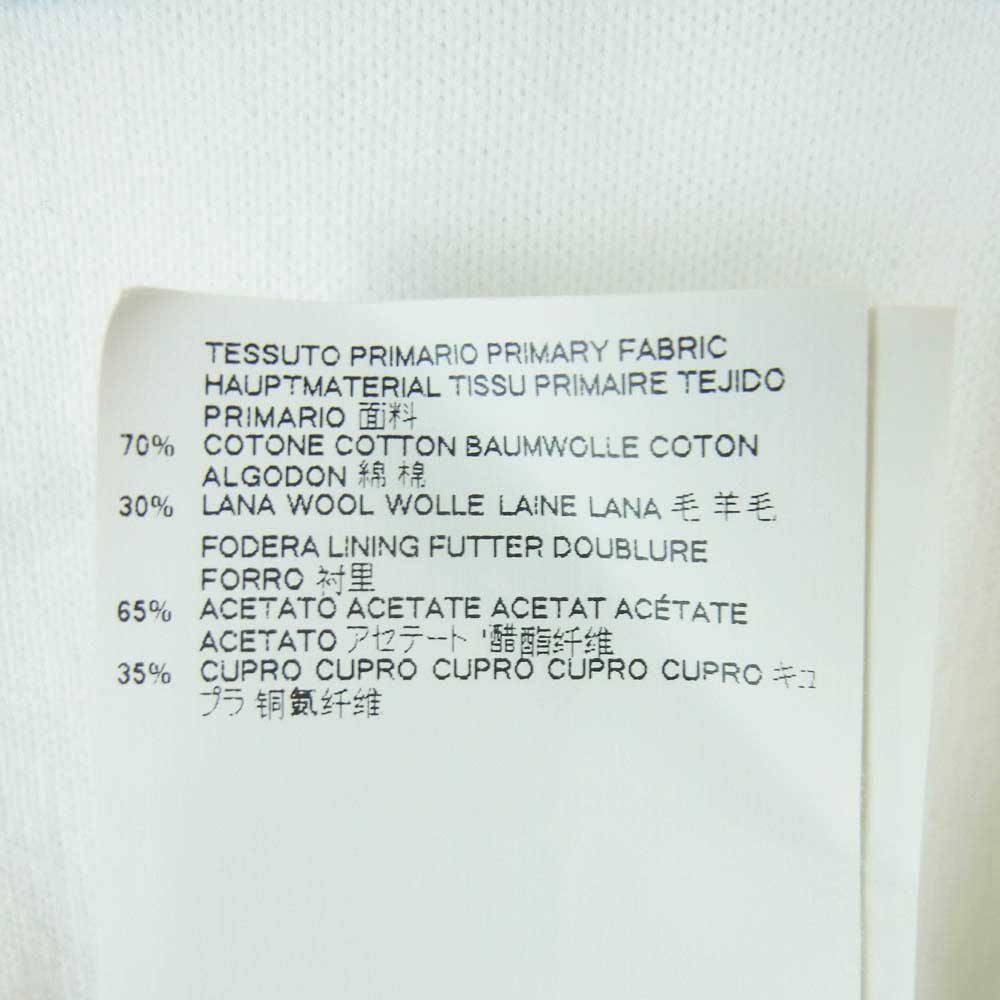 TESSUTO PRIMARIO PRIMARY FABRIC
HAUPTMATERIAL TISSU PRIMAIRE TEJIDO
PRIMARIO 面料
70% COTONE COTTON BAUMWOLLE COTON
ALGODON 綿 棉
30% LANA WOOL WOLLE LAINE LANA 毛 羊毛
FODERA LINING FUTTER DOUBLURE
FORRO 衬里
65% ACETATO ACETATE ACETAT ACÉTATE
ACETATO アセテート 醋酯纤维
35% CUPRO CUPRO CUPRO CUPRO CUPRO キュ
プラ 铜氨纤维